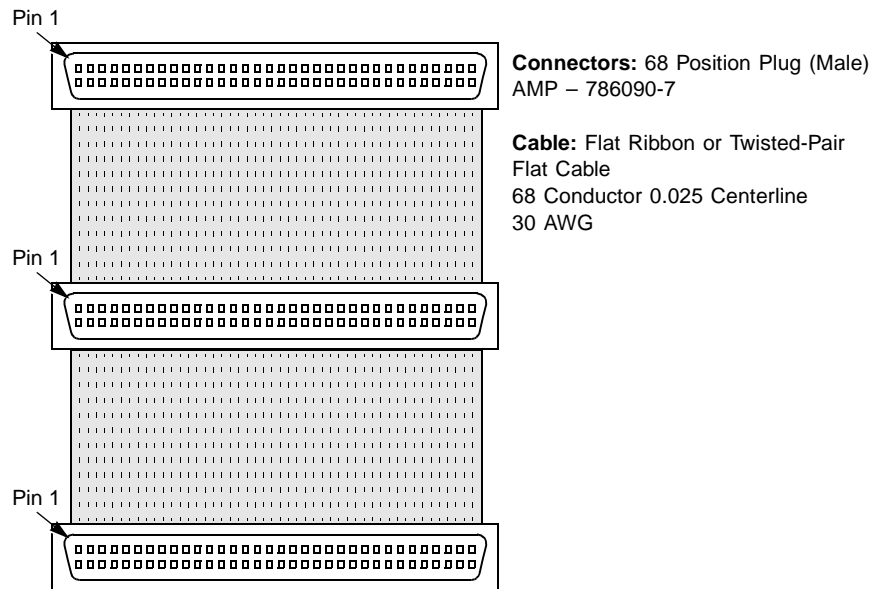 Pin 1
Connectors: 68 Position Plug (Male)
AMP – 786090-7
Cable: Flat Ribbon or Twisted-Pair
Flat Cable
68 Conductor 0.025 Centerline
30 AWG
Pin 1
Pin 1